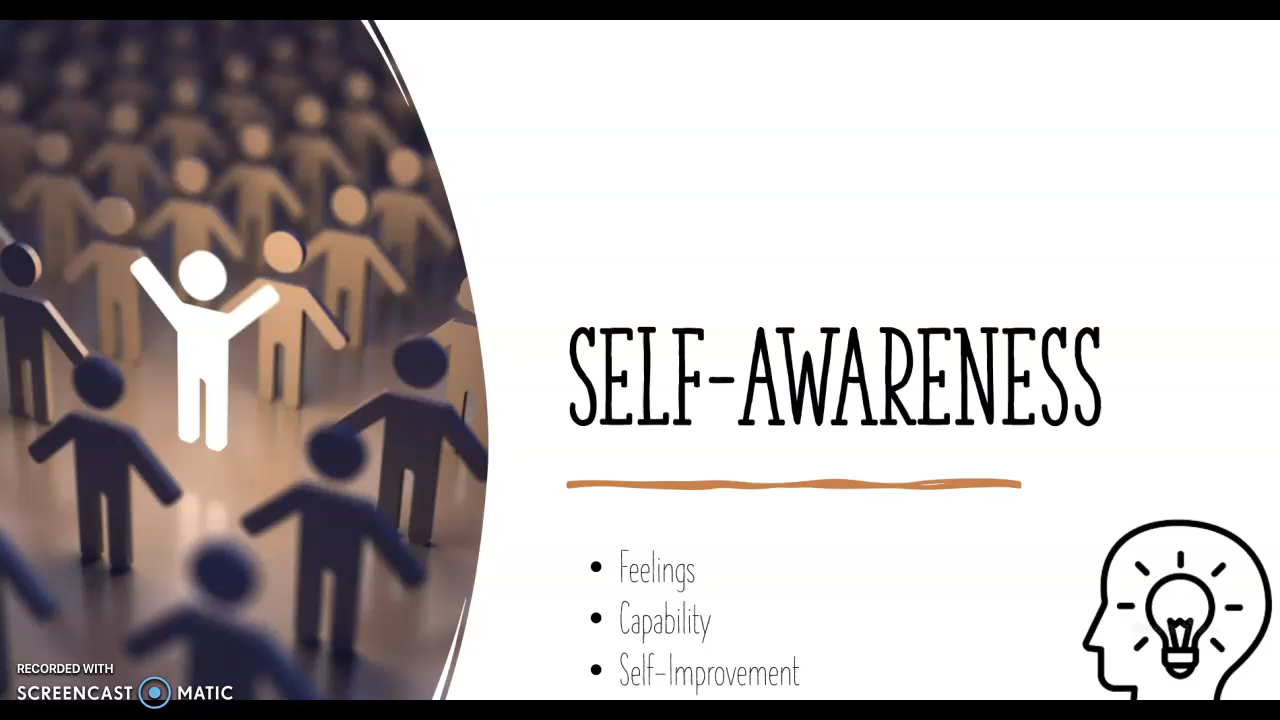 SELF-AWARENESS
• Feelings
• Capability
• Self-Improvement
RECORDED WITH
SCREENCAST MATIC